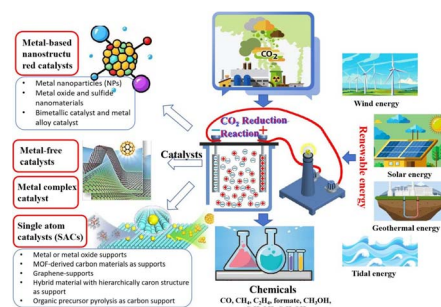 Metal-based
nanostructu
red catalysts
Metal nanoparticles (NPs)
Metal oxide and sulfide
nanomaterials
Bimetallic catalyst and metal
alloy catalyst
Metal-free
catalysts
Metal complex
catalyst
Single atom
catalysts (SACs)
Metal or metal oxide supports
MOF-derived carbon materials as supports
Graphene-supports
Hybrid material with hierarchically caron structure
as support
Organic precursor pyrolysis as carbon support
Catalysts
CO₂
CO₂ Reduction
Reaction
Chemicals
CO, CH₄, C₂H₄, formate, CH₃OH,
Renewable energy
Wind energy
Solar energy
Geothermal energy
Tidal energy